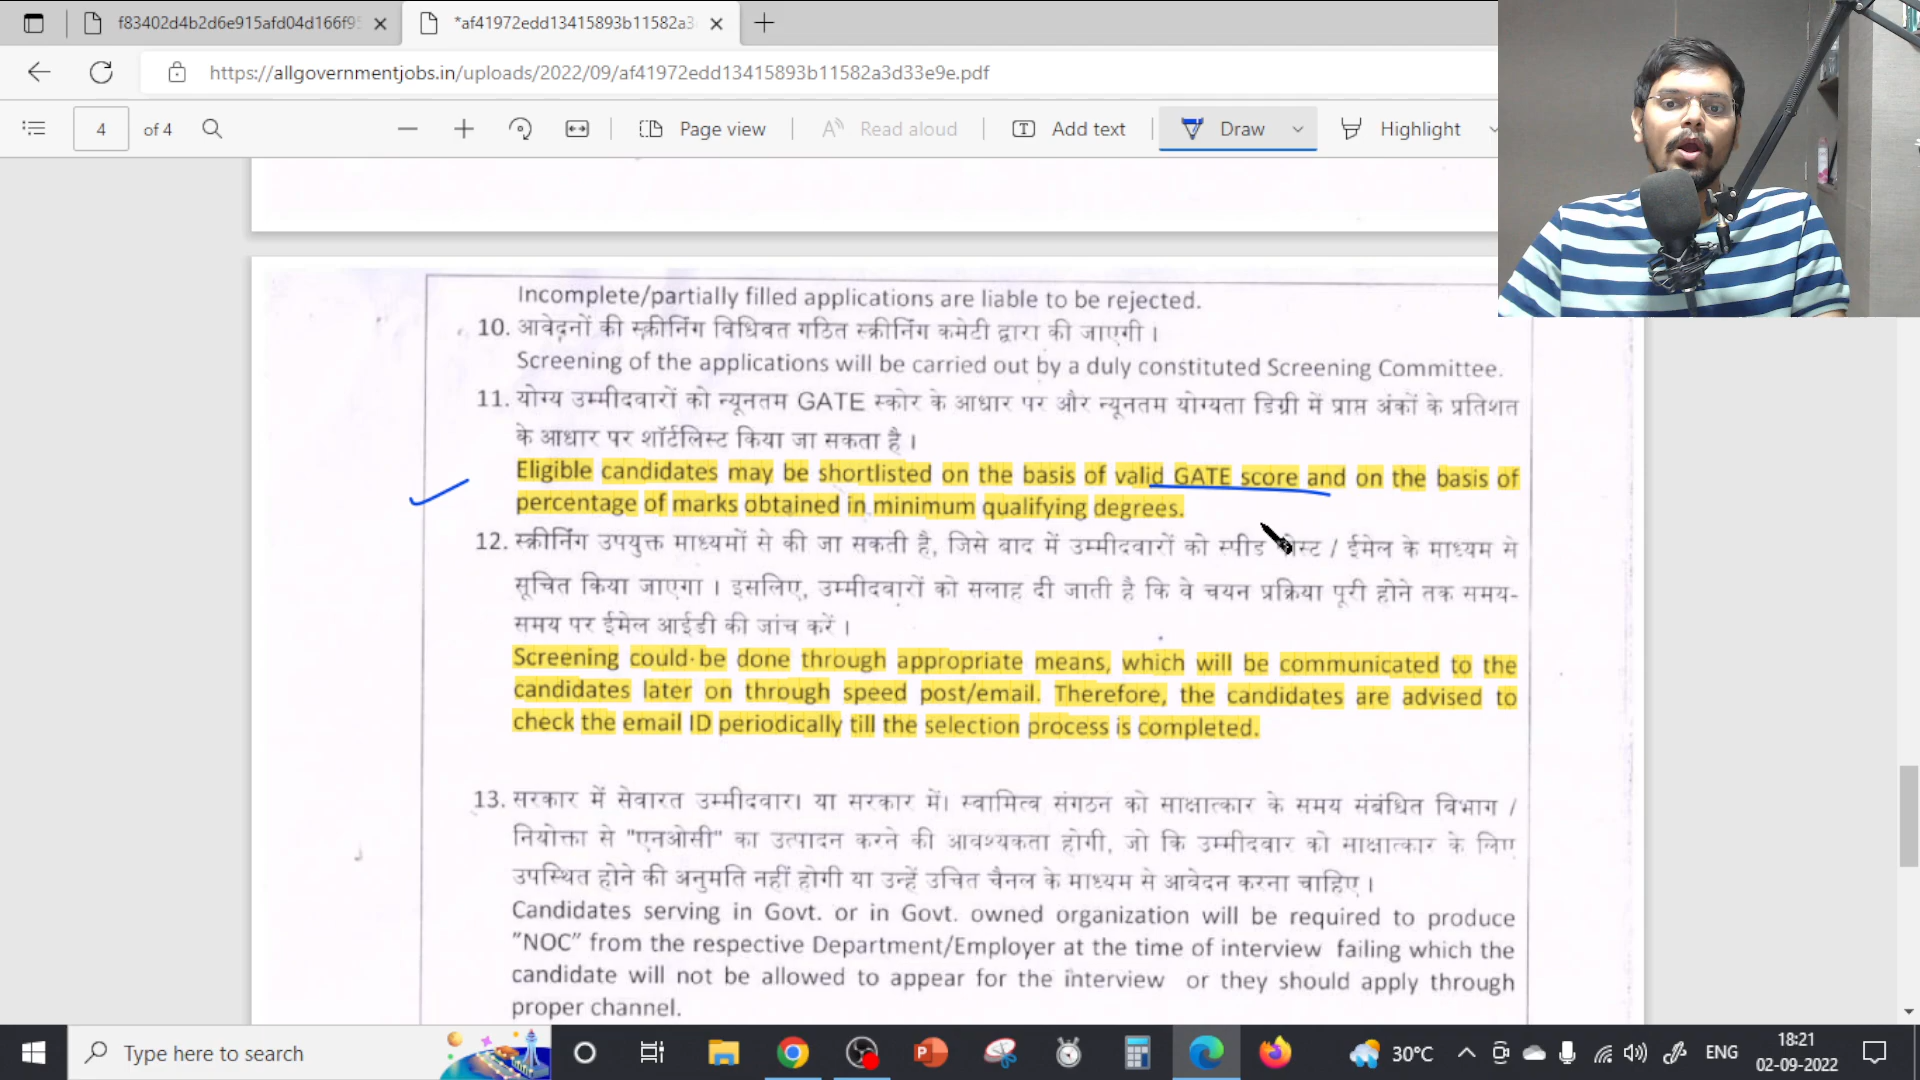 f83402d4b2d6e915afd04d166f95
*af41972edd13415893b11582a3
https://allgovernmentjobs.in/uploads/2022/09/af41972edd13415893b11582a3d33e9e.pdf
4 of 4
Page view
Read aloud
Add text
Draw
Highlight
Incomplete/partially filled applications are liable to be rejected.
10. आवेदनों की स्क्रीनिंग विधिवत गठित स्क्रीनिंग कमेटी द्वारा की जाएगी ।
Screening of the applications will be carried out by a duly constituted Screening Committee.
11. योग्य उम्मीदवारों को न्यूनतम GATE स्कोर के आधार पर और न्यूनतम योग्यता डिग्री में प्राप्त अंकों के प्रतिशत
के आधार पर शॉर्टलिस्ट किया जा सकता है ।
Eligible candidates may be shortlisted on the basis of valid GATE score and on the basis of
percentage of marks obtained in minimum qualifying degrees.
12. स्क्रीनिंग उपयुक्त माध्यमों से की जा सकती है, जिसे बाद में उम्मीदवारों को स्पीड / ईमेल के माध्यम से
सूचित किया जाएगा । इसलिए, उम्मीदवारों को सलाह दी जाती है कि वे चयन प्रक्रिया पूरी होने तक समय-
समय पर ईमेल आईडी की जांच करें ।
Screening could be done through appropriate means, which will be communicated to the
candidates later on through speed post/email. Therefore, the candidates are advised to
check the email ID periodically till the selection process is completed.
13. सरकार में सेवारत उम्मीदवार। या सरकार में। स्वामित्व संगठन को साक्षात्कार के समय संबंधित विभाग /
नियोक्ता से "एनओसी" का उत्पादन करने की आवश्यकता होगी, जो कि उम्मीदवार को साक्षात्कार के लिए
उपस्थित होने की अनुमति नहीं होगी या उन्हें उचित चैनल के माध्यम से आवेदन करना चाहिए ।
Candidates serving in Govt. or in Govt. owned organization will be required to produce
"NOC" from the respective Department/Employer at the time of interview failing which the
candidate will not be allowed to appear for the interview or they should apply through
proper channel.
Type here to search
30°C
ENG
18:21
02-09-2022